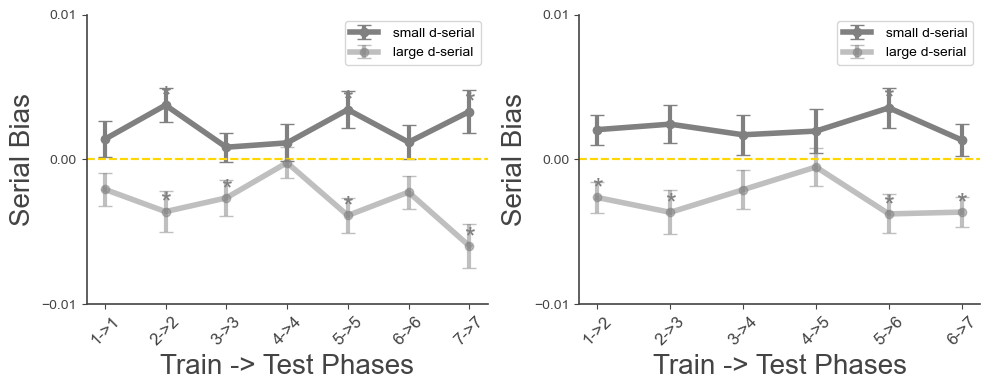 0.01
0.00
−0.01
Serial Bias
small d-serial
large d-serial
1->1
2->2
3->3
4->4
5->5
6->6
7->7
Train -> Test Phases
0.01
0.00
−0.01
Serial Bias
small d-serial
large d-serial
1->2
2->3
3->4
4->5
5->6
6->7
Train -> Test Phases